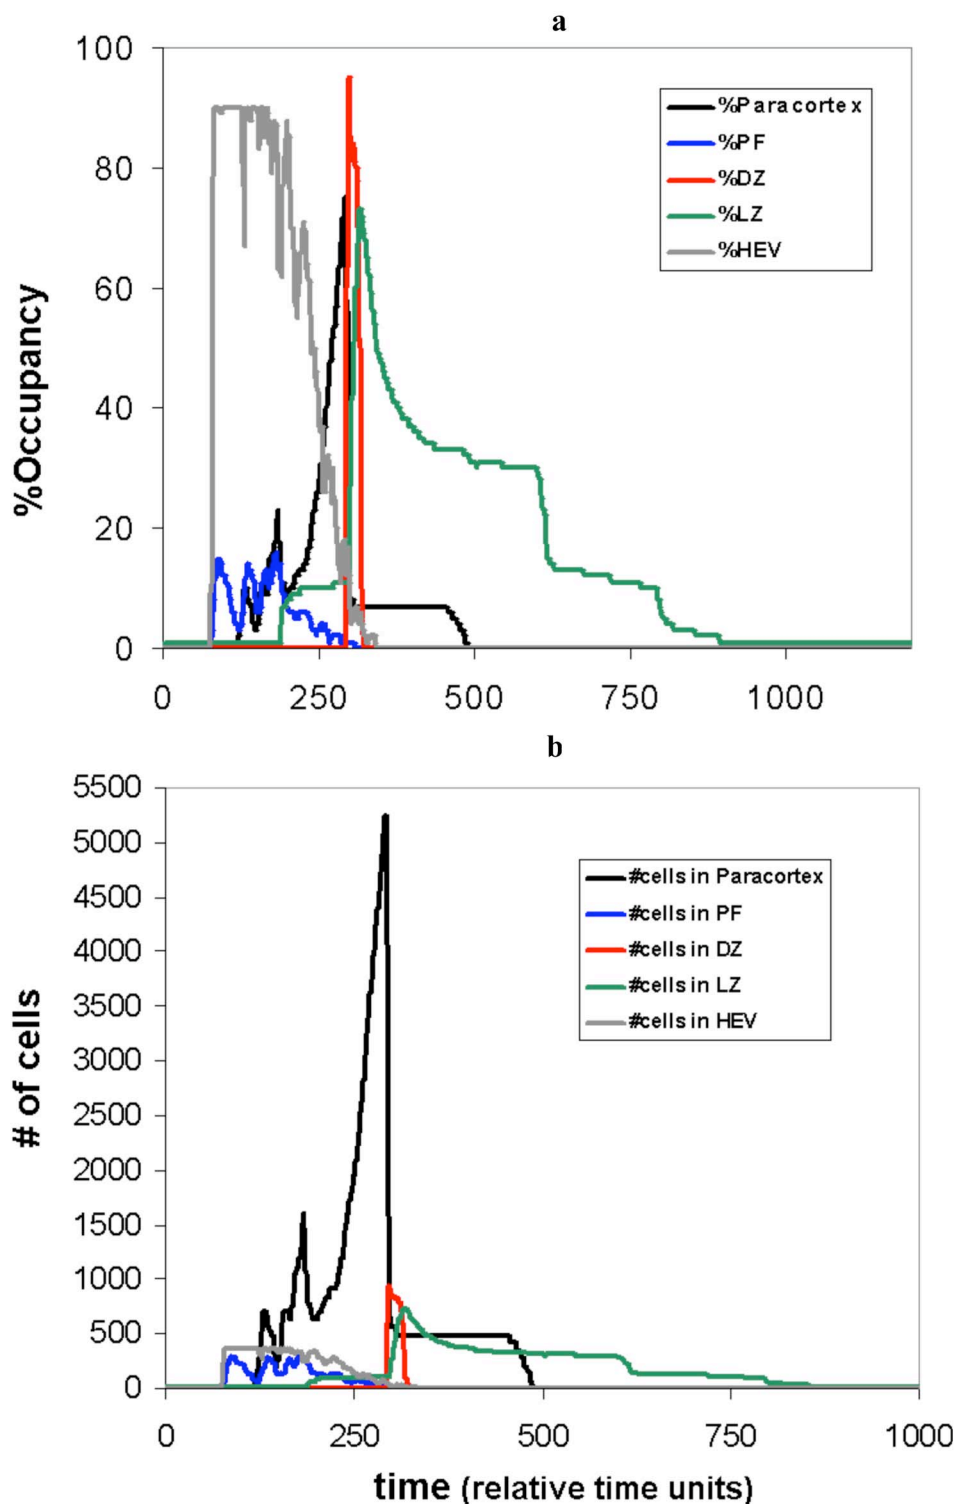 a
100
80
60
40
20
0
%Occupancy
%Paracortex
%PF
%DZ
%LZ
%HEV
0 250 500 750 1000
b
5500
5000
4500
4000
3500
3000
2500
2000
1500
1000
500
0
# of cells
#cells in Paracortex
#cells in PF
#cells in DZ
#cells in LZ
#cells in HEV
0 250 500 750 1000
time (relative time units)